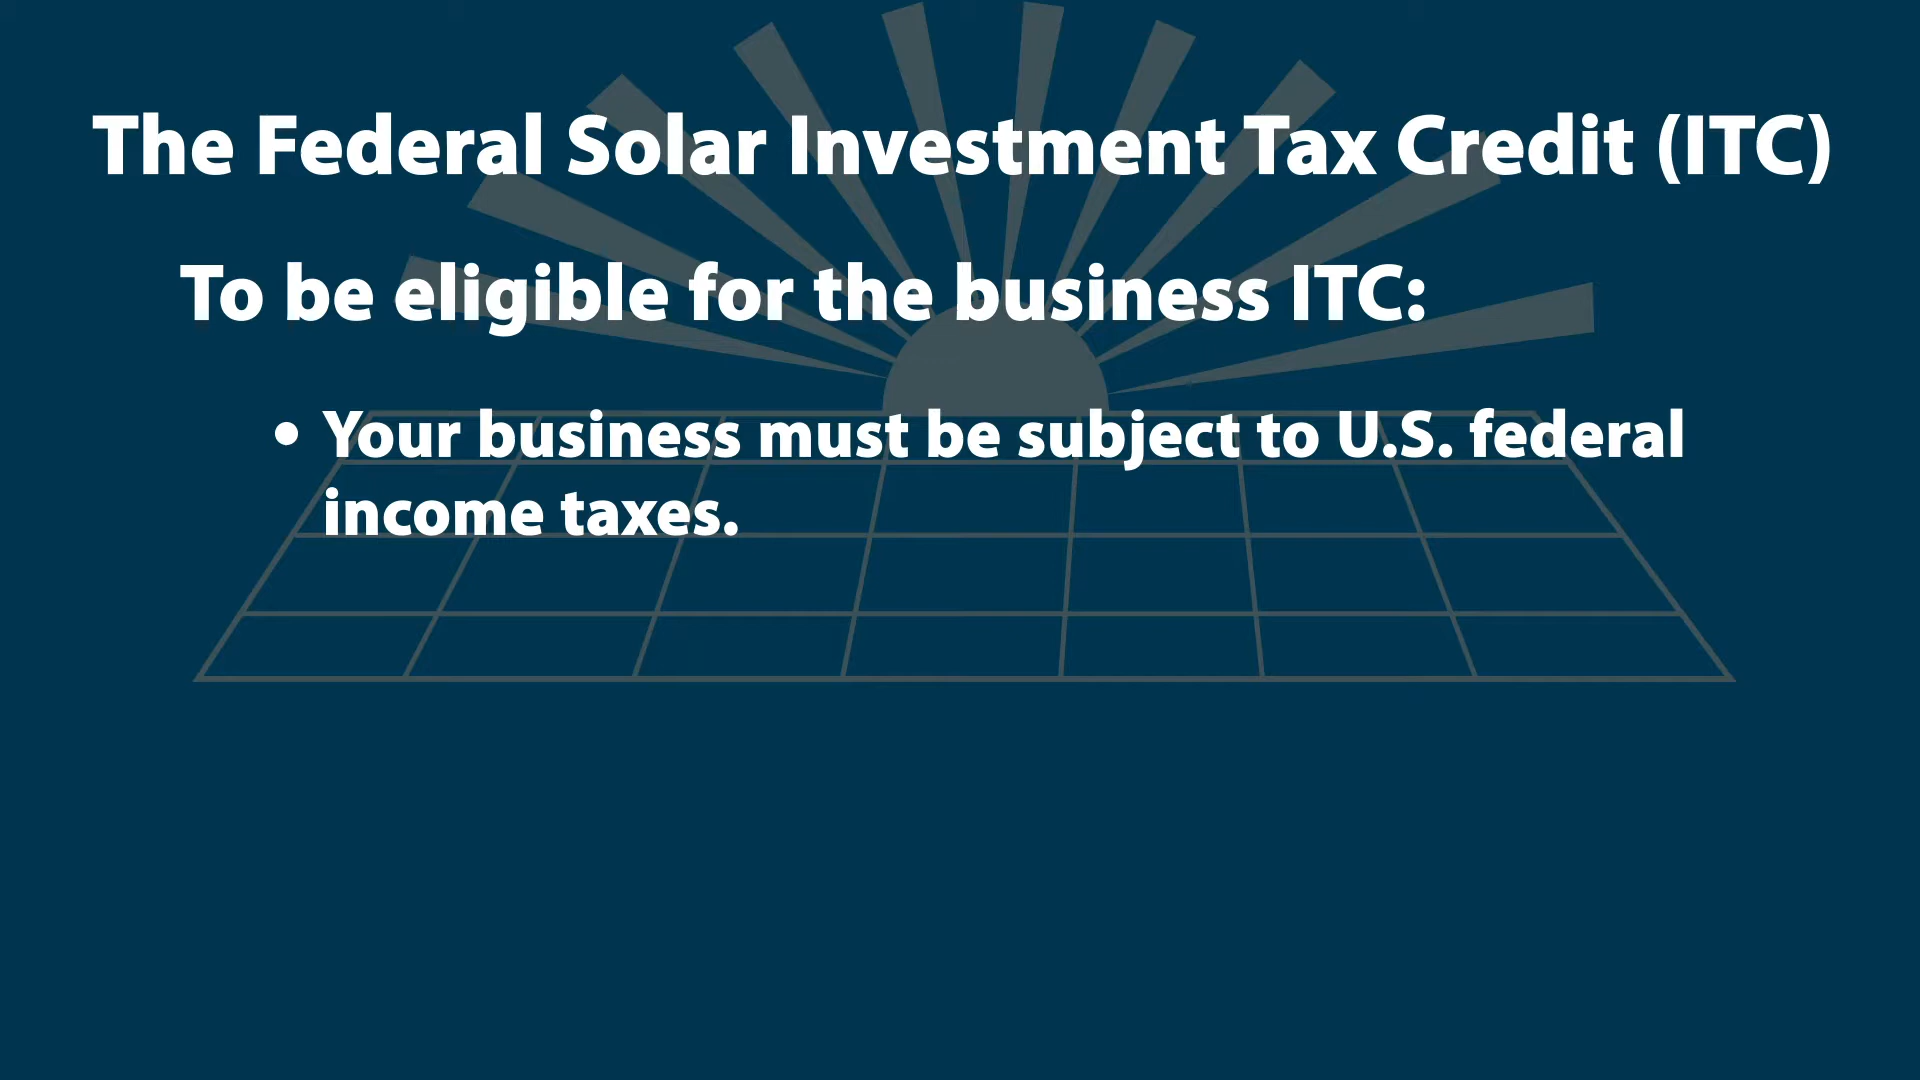 The Federal Solar Investment Tax Credit (ITC)
To be eligible for the business ITC:
• Your business must be subject to U.S. federal
income taxes.